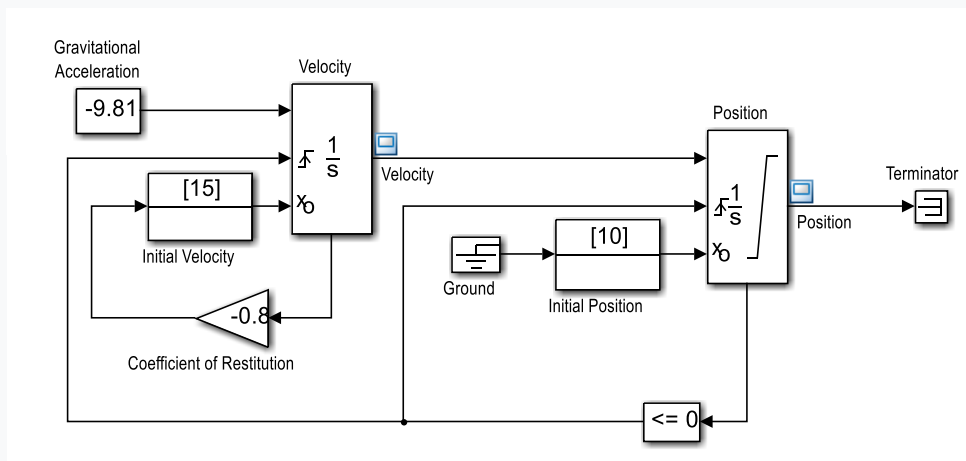 Gravitational
Acceleration
-9.81
Velocity
1
s
x0
Velocity
[15]
Initial Velocity
-0.8
Coefficient of Restitution
Ground
[10]
Initial Position
Position
1
s
x0
Position
Terminator
<= 0